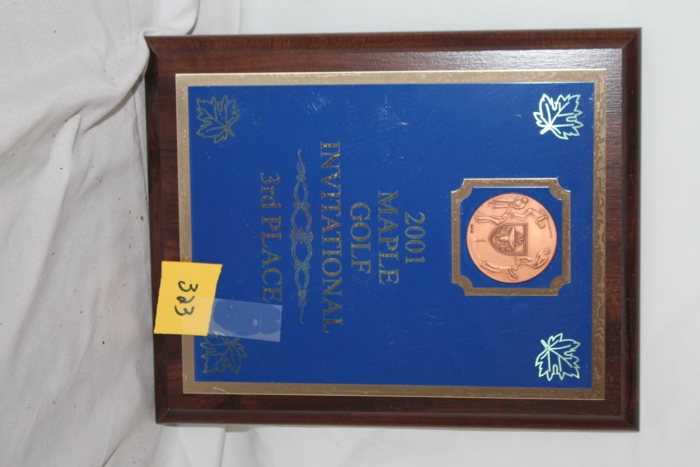 2001
MAPLE
GOLF
INVITATIONAL
3rd PLACE
323